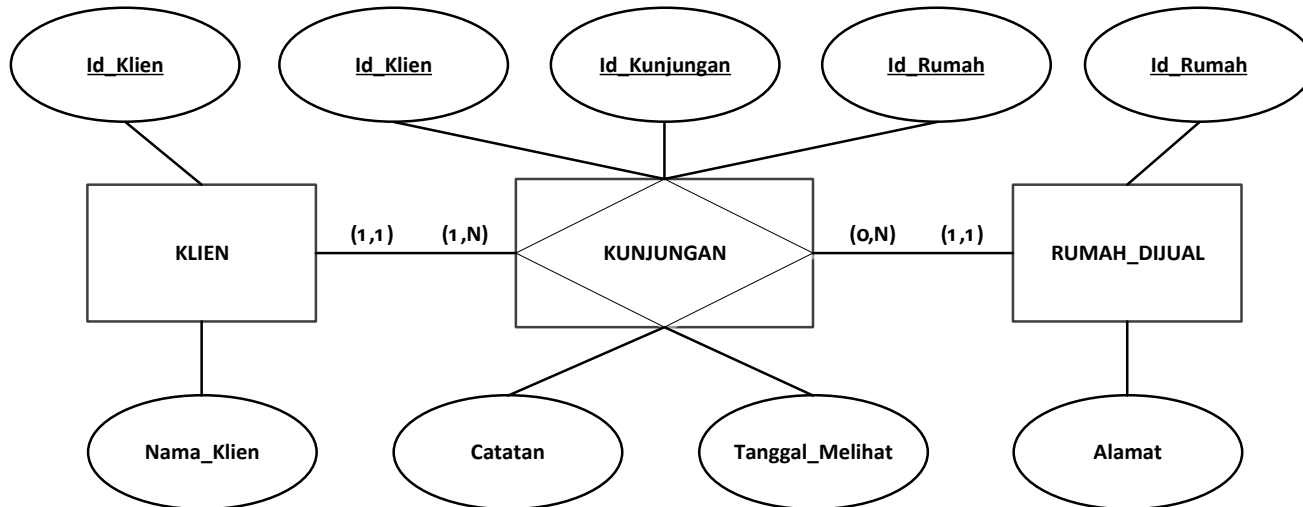 Id_Klien
Id_Klien
Id_Kunjungan
Id_Rumah
Id_Rumah
KLIEN
(1,1)
(1,N)
KUNJUNGAN
(0,N)
(1,1)
RUMAH_DIJUAL
Nama_Klien
Catatan
Tanggal_Melihat
Alamat